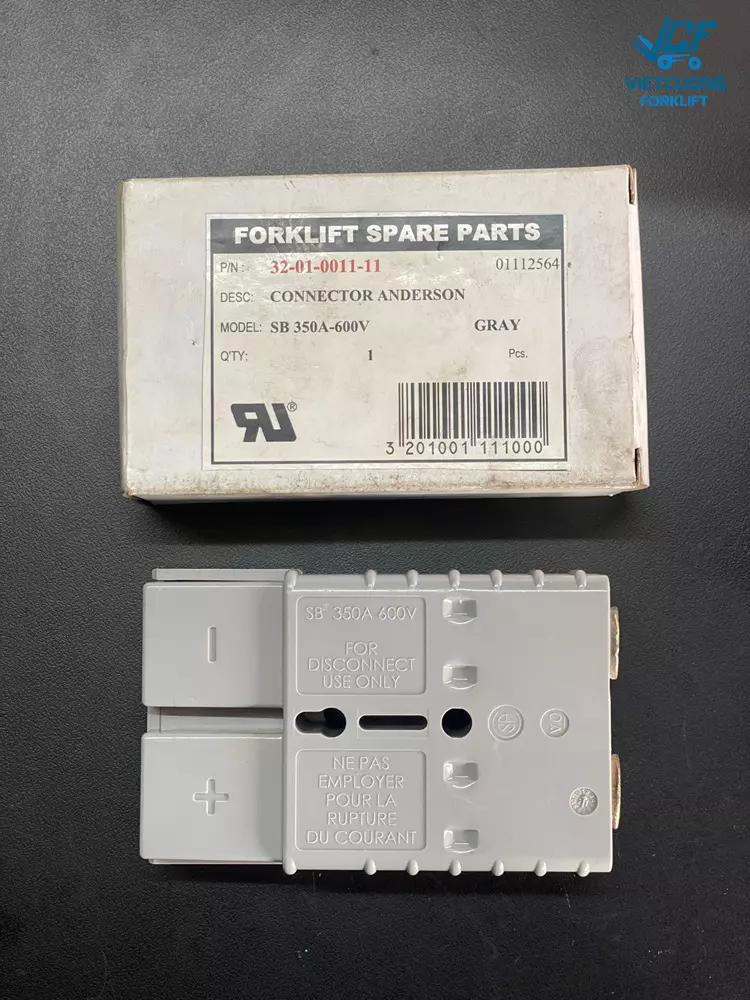 VCF
VIETCUONG
FORKLIFT
FORKLIFT SPARE PARTS
P/N: 32-01-0011-11 01112564
DESC: CONNECTOR ANDERSON
MODEL: SB 350A-600V GRAY
Q'TY: 1 Pcs.
RU®
3 201001 111000
SB® 350A 600V
FOR
DISCONNECT
USE ONLY
NE PAS
EMPLOYER
POUR LA
RUPTURE
DU COURANT